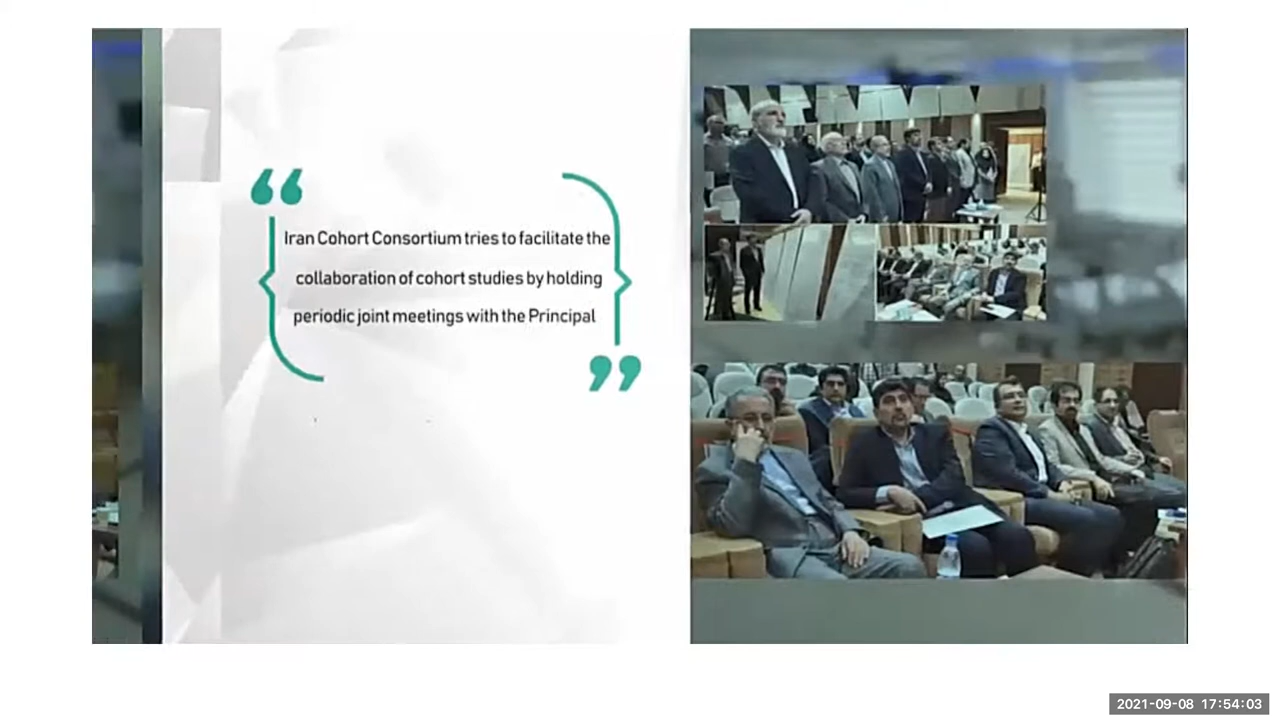 Iran Cohort Consortium tries to facilitate the
collaboration of cohort studies by holding
periodic joint meetings with the Principal
2021-09-08 17:54:03